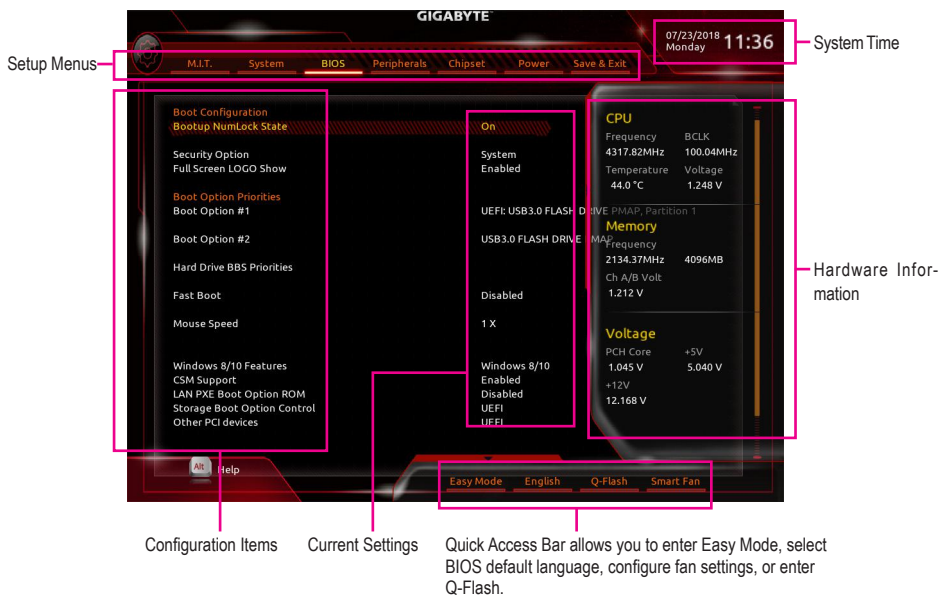 GIGABYTE™
07/23/2018
Monday
11:36
System Time
Setup Menus
M.I.T. System BIOS Peripherals Chipset Power Save & Exit
Boot Configuration
Bootup NumLock State On
Security Option System
Full Screen LOGO Show Enabled
Boot Option Priorities
Boot Option #1 UEFI: USB3.0 FLASH DRIVE PMAP, Partition 1
Boot Option #2 USB3.0 FLASH DRIVE PMAP
Hard Drive BBS Priorities
Fast Boot Disabled
Mouse Speed 1 X
Windows 8/10 Features Windows 8/10
CSM Support Enabled
LAN PXE Boot Option ROM Disabled
Storage Boot Option Control UEFI
Other PCI devices UEFI
CPU
Frequency BCLK
4317.82MHz 100.04MHz
Temperature Voltage
44.0 °C 1.248 V
Memory
Frequency
2134.37MHz 4096MB
Ch A/B Volt
1.212 V
Voltage
PCH Core +5V
1.045 V 5.040 V
+12V
12.168 V
Hardware Infor-
mation
Alt Help
Easy Mode English Q-Flash Smart Fan
Configuration Items
Current Settings
Quick Access Bar allows you to enter Easy Mode, select
BIOS default language, configure fan settings, or enter
Q-Flash.